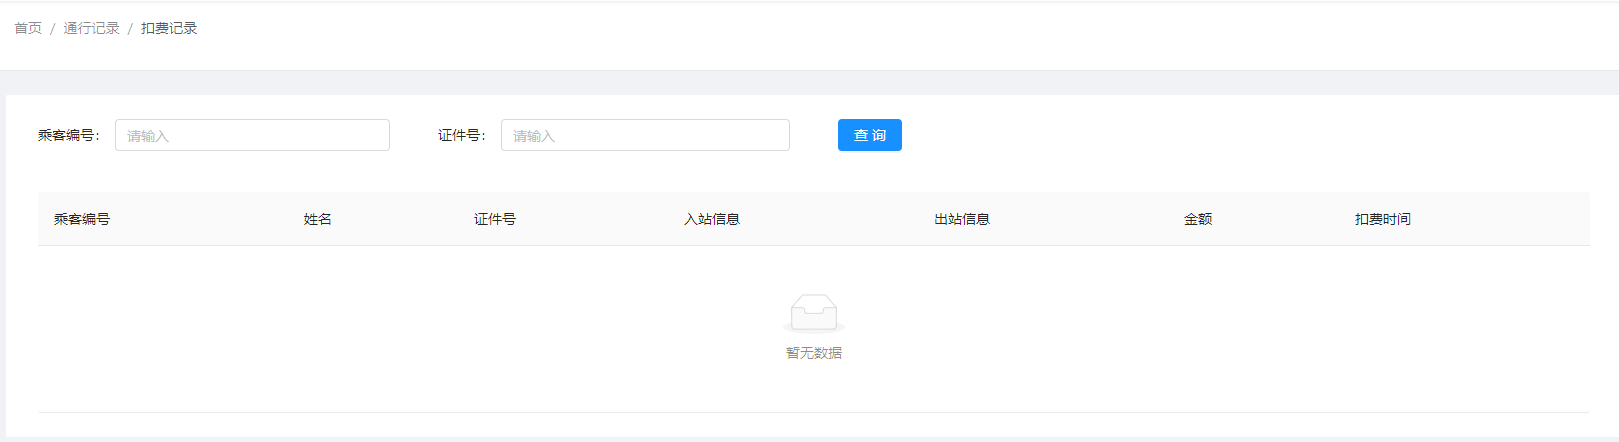 首页 / 通行记录 / 扣费记录
乘客编号： 请输入 证件号： 请输入 查 询
乘客编号 姓名 证件号 入站信息 出站信息 金额 扣费时间
暂无数据